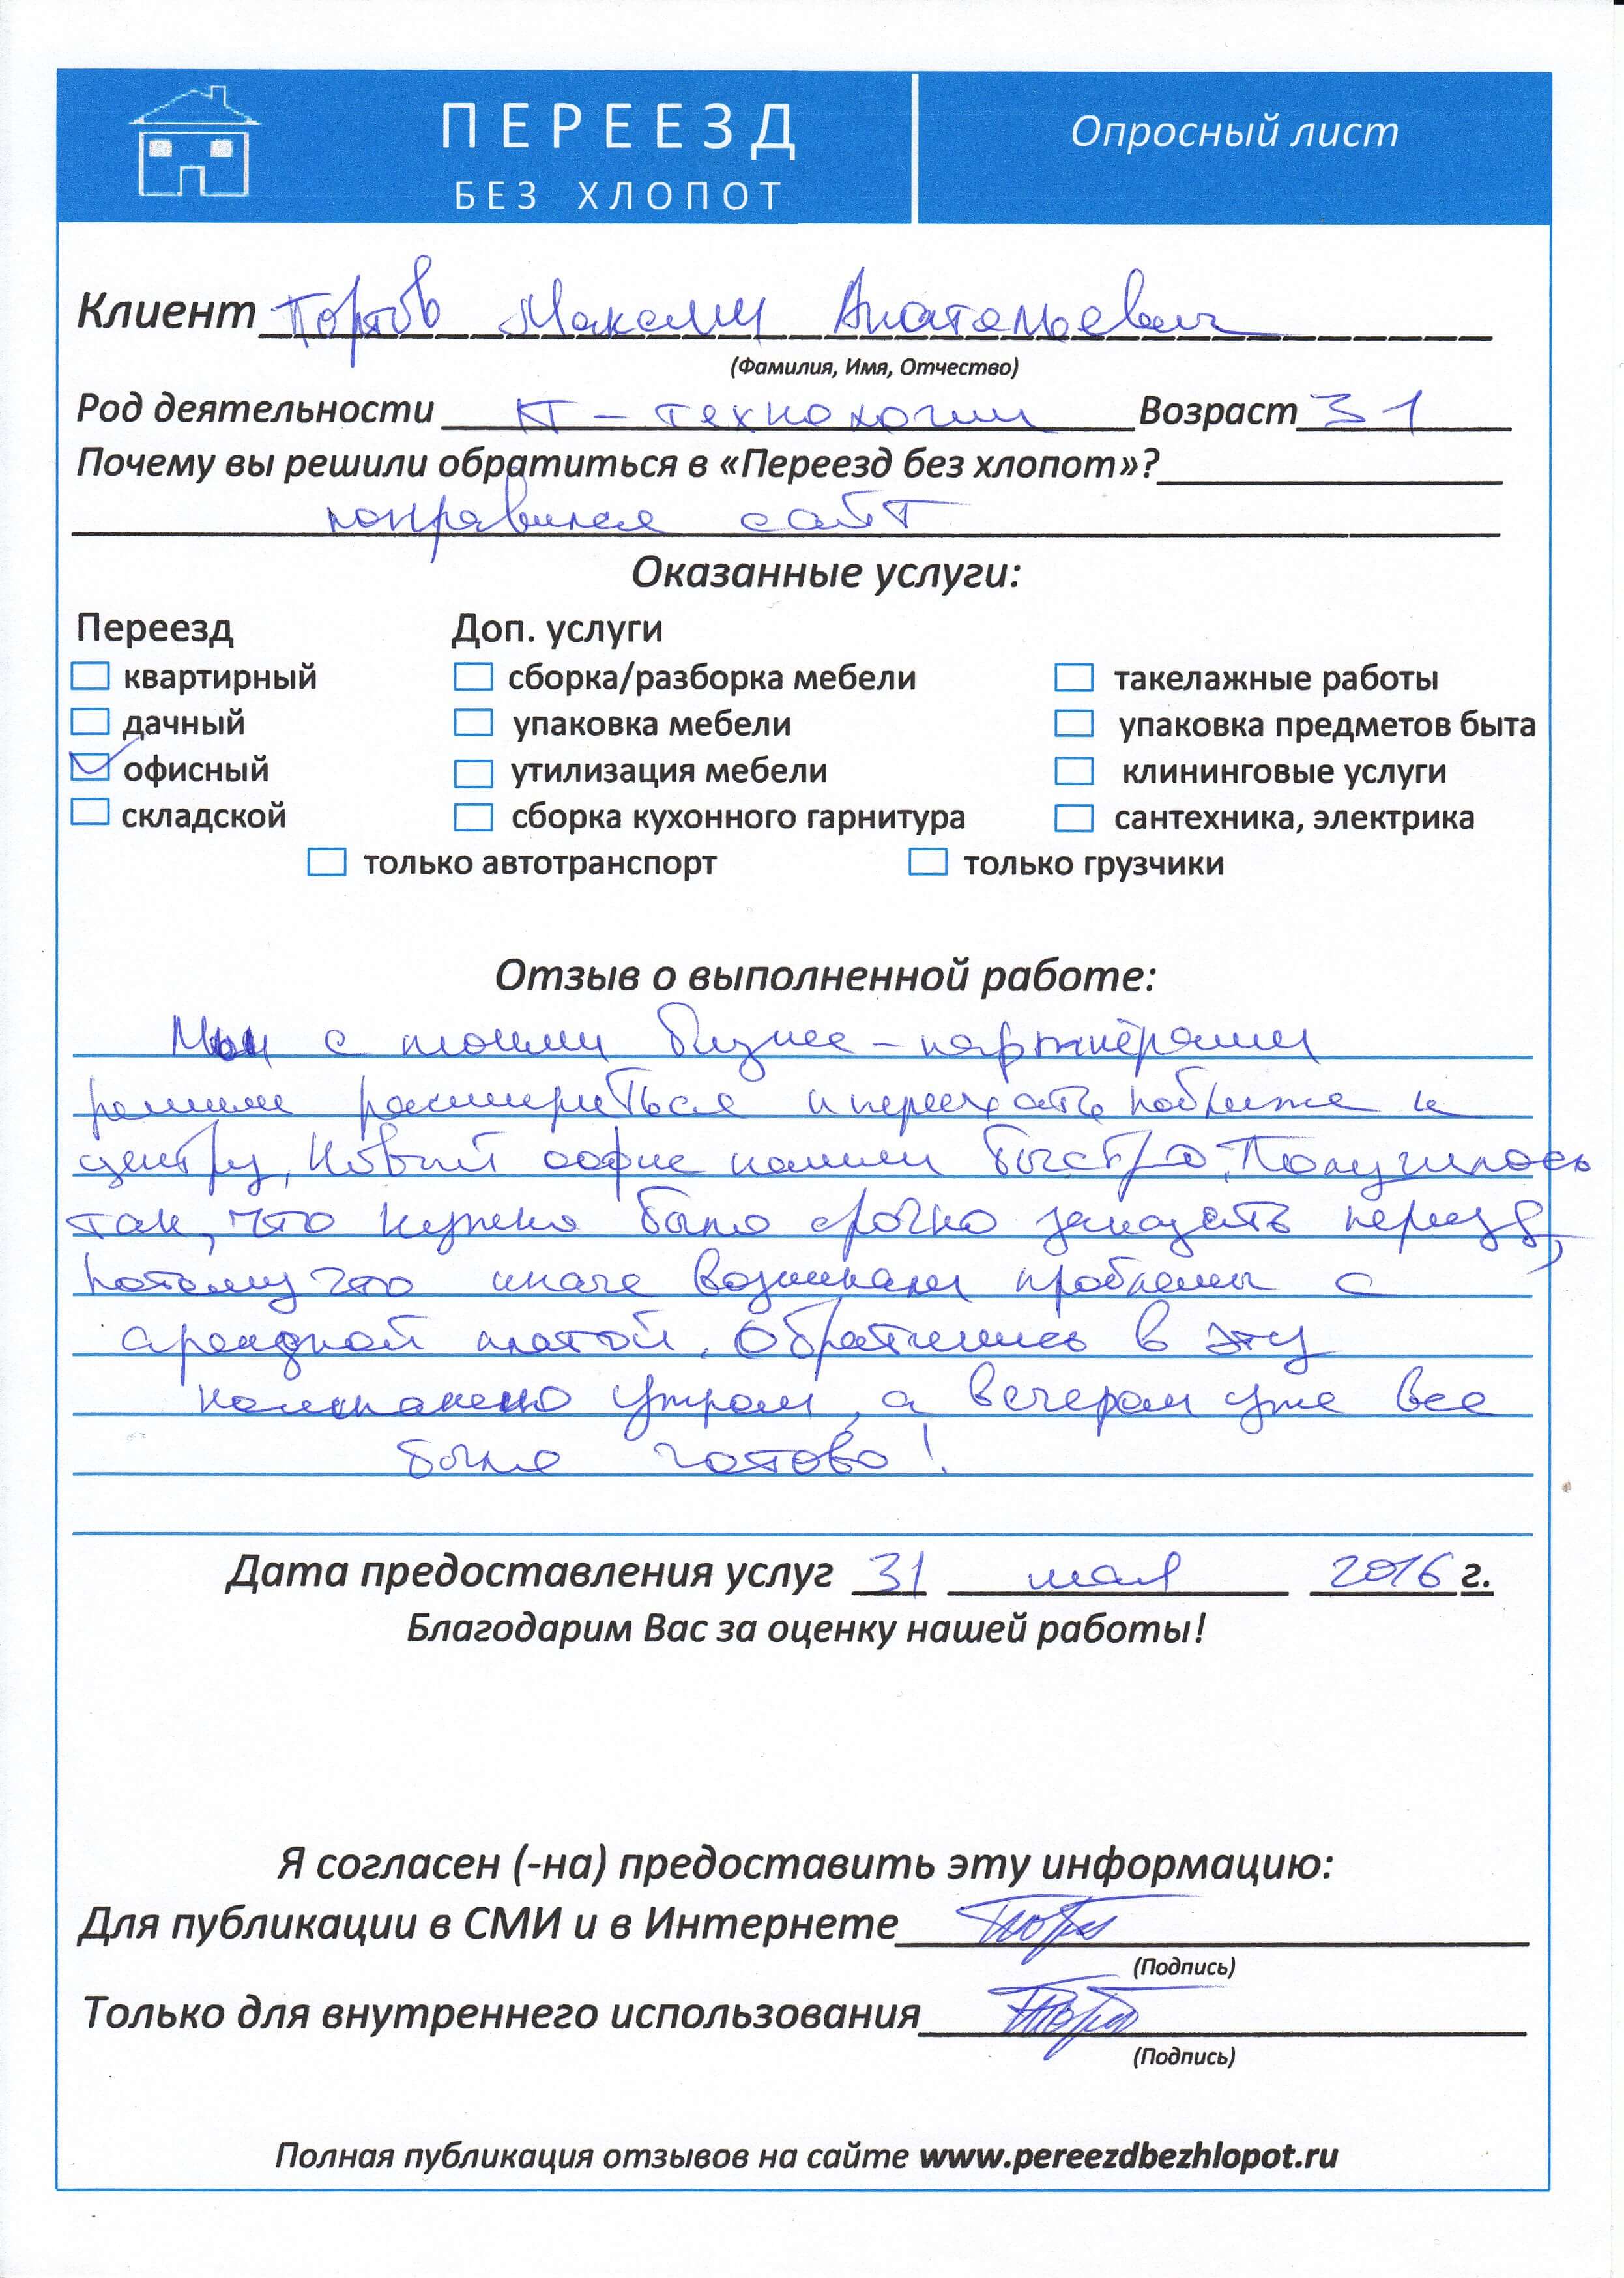 ПЕРЕЕЗД
БЕЗ ХЛОПОТ
Опросный лист
Клиент Портов Максим Анатольевич
(Фамилия, Имя, Отчество)
Род деятельности IT - технологии Возраст 31
Почему вы решили обратиться в «Переезд без хлопот»?
понравился сайт
Оказанные услуги:
Переезд Доп. услуги
квартирный сборка/разборка мебели такелажные работы
дачный упаковка мебели упаковка предметов быта
офисный утилизация мебели клининговые услуги
складской сборка кухонного гарнитура сантехника, электрика
только автотранспорт только грузчики
Отзыв о выполненной работе:
Мы с моими бизнес-партнёрами
решили расшириться и переехать поближе к
центру. Новый офис нашли быстро. Получилось
так, что нужно было срочно заказать переезд,
потому что иначе возникали проблемы с
арендной платой. Обратились в эту
компанию утром, а вечером уже все
было готово!
Дата предоставления услуг 31 мая 2016 г.
Благодарим Вас за оценку нашей работы!
Я согласен (-на) предоставить эту информацию:
Для публикации в СМИ и в Интернете
(Подпись)
Только для внутреннего использования
(Подпись)
Полная публикация отзывов на сайте www.pereezdbezhlopot.ru